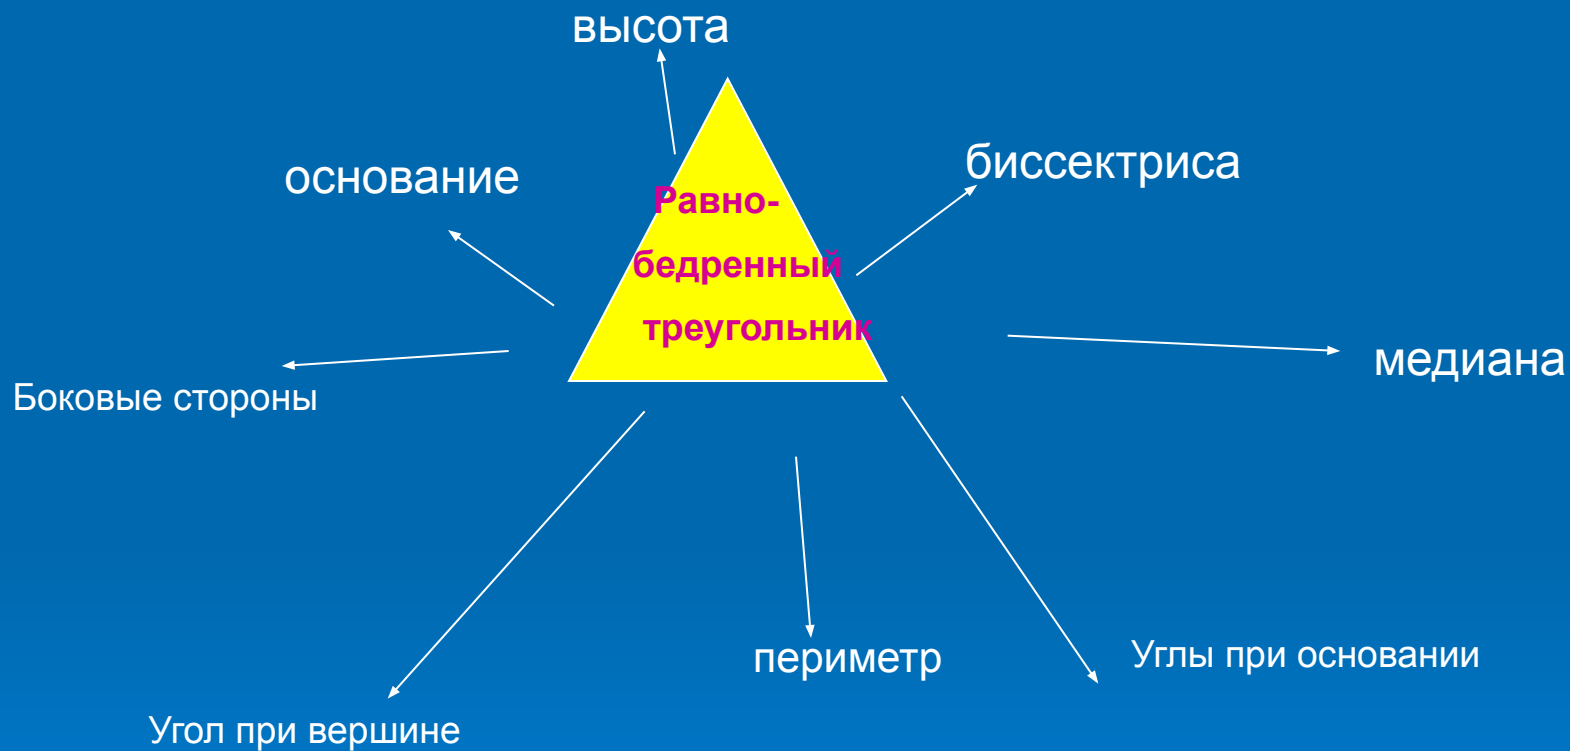 высота
основание
биссектриса
Равно-
бедренный
треугольник
медиана
Боковые стороны
периметр
Углы при основании
Угол при вершине